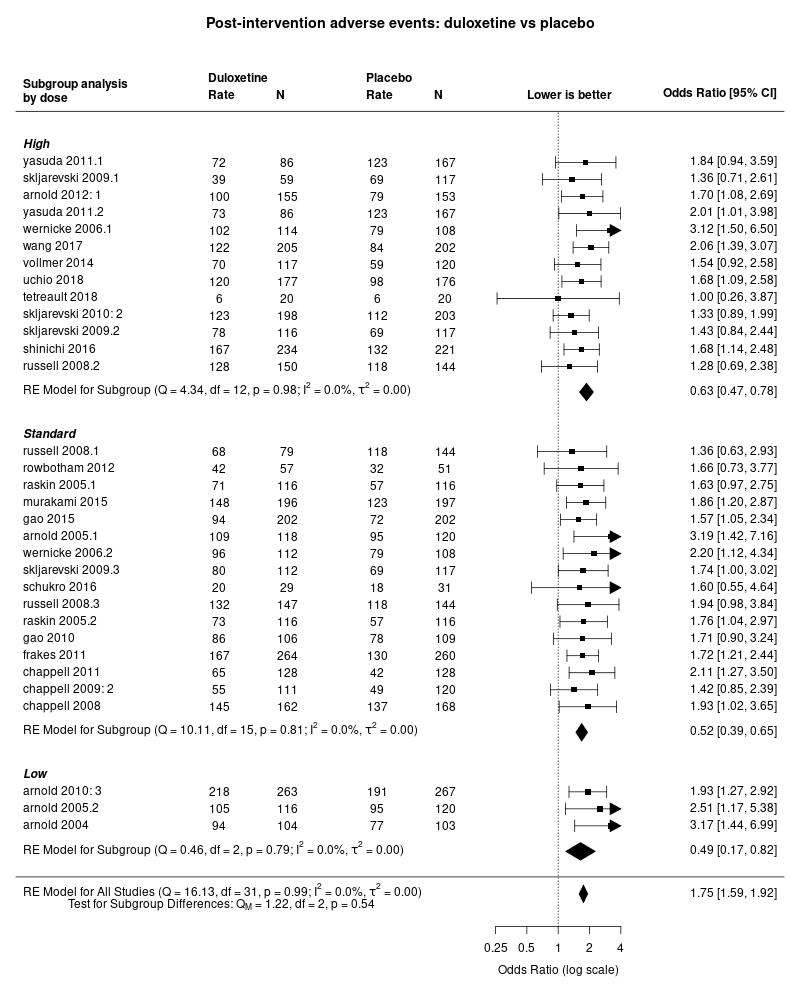 Post-intervention adverse events: duloxetine vs placebo
Duloxetine Placebo
Subgroup analysis by dose Rate N Rate N Lower is better Odds Ratio [95% CI]
High
yasuda 2011.1 72 86 123 167 1.84 [0.94, 3.59]
skljarevski 2009.1 39 59 69 117 1.36 [0.71, 2.61]
arnold 2012: 1 100 155 79 153 1.70 [1.08, 2.69]
yasuda 2011.2 73 86 123 167 2.01 [1.01, 3.98]
wernicke 2006.1 102 114 79 108 3.12 [1.50, 6.50]
wang 2017 122 205 84 202 2.06 [1.39, 3.07]
vollmer 2014 70 117 59 120 1.54 [0.92, 2.58]
uchio 2018 120 177 98 176 1.68 [1.09, 2.58]
tetreault 2018 6 20 6 20 1.00 [0.26, 3.87]
skljarevski 2010: 2 123 198 112 203 1.33 [0.89, 1.99]
skljarevski 2009.2 78 116 69 117 1.43 [0.84, 2.44]
shinichi 2016 167 234 132 221 1.68 [1.14, 2.48]
russell 2008.2 128 150 118 144 1.28 [0.69, 2.38]
RE Model for Subgroup (Q = 4.34, df = 12, p = 0.98; I² = 0.0%, τ² = 0.00) 0.63 [0.47, 0.78]
Standard
russell 2008.1 68 79 118 144 1.36 [0.63, 2.93]
rowbotham 2012 42 57 32 51 1.66 [0.73, 3.77]
raskin 2005.1 71 116 57 116 1.63 [0.97, 2.75]
murakami 2015 148 196 123 197 1.86 [1.20, 2.87]
gao 2015 94 202 72 202 1.57 [1.05, 2.34]
arnold 2005.1 109 118 95 120 3.19 [1.42, 7.16]
wernicke 2006.2 96 112 79 108 2.20 [1.12, 4.34]
skljarevski 2009.3 80 112 69 117 1.74 [1.00, 3.02]
schukro 2016 20 29 18 31 1.60 [0.55, 4.64]
russell 2008.3 132 147 118 144 1.94 [0.98, 3.84]
raskin 2005.2 73 116 57 116 1.76 [1.04, 2.97]
gao 2010 86 106 78 109 1.71 [0.90, 3.24]
frakes 2011 167 264 130 260 1.72 [1.21, 2.44]
chappell 2011 65 128 42 128 2.11 [1.27, 3.50]
chappell 2009: 2 55 111 49 120 1.42 [0.85, 2.39]
chappell 2008 145 162 137 168 1.93 [1.02, 3.65]
RE Model for Subgroup (Q = 10.11, df = 15, p = 0.81; I² = 0.0%, τ² = 0.00) 0.52 [0.39, 0.65]
Low
arnold 2010: 3 218 263 191 267 1.93 [1.27, 2.92]
arnold 2005.2 105 116 95 120 2.51 [1.17, 5.38]
arnold 2004 94 104 77 103 3.17 [1.44, 6.99]
RE Model for Subgroup (Q = 0.46, df = 2, p = 0.79; I² = 0.0%, τ² = 0.00) 0.49 [0.17, 0.82]
RE Model for All Studies (Q = 16.13, df = 31, p = 0.99; I² = 0.0%, τ² = 0.00) 1.75 [1.59, 1.92]
Test for Subgroup Differences: Q_M = 1.22, df = 2, p = 0.54
0.25 0.5 1 2 4
Odds Ratio (log scale)